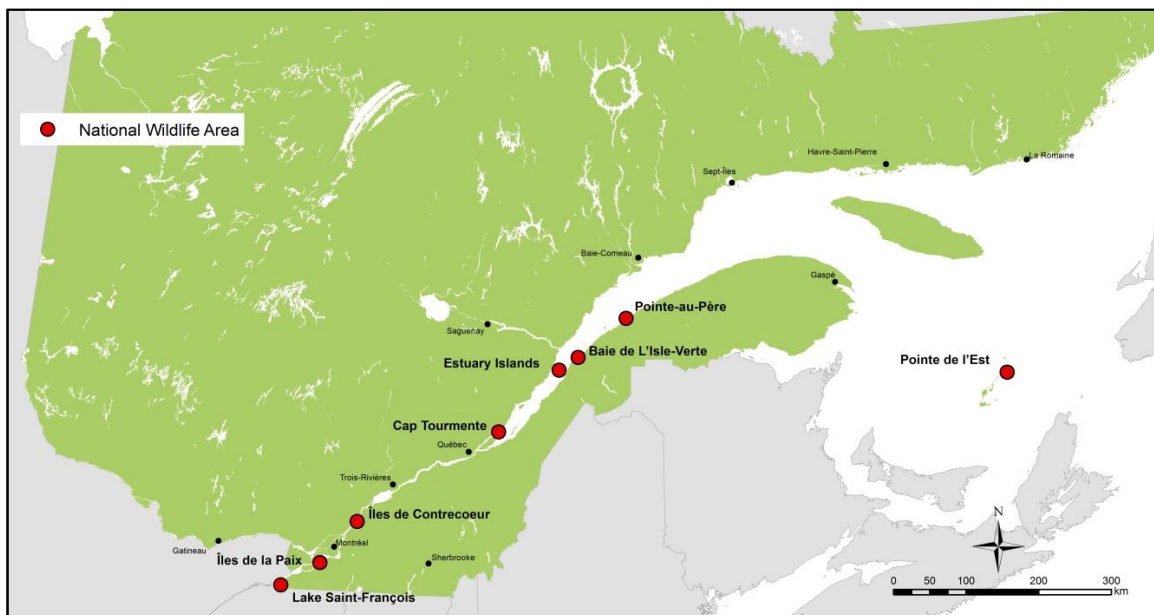 National Wildlife Area
Havre-Saint-Pierre
La Romaine
Sept-Îles
Baie-Comeau
Gaspé
Pointe-au-Père
Saguenay
Baie de L'Isle-Verte
Estuary Islands
Pointe de l'Est
Cap Tourmente
Québec
Trois-Rivières
Îles de Contrecoeur
Gatineau
Montréal
Îles de la Paix
Sherbrooke
Lake Saint-François
N
0 50 100 200 300
km